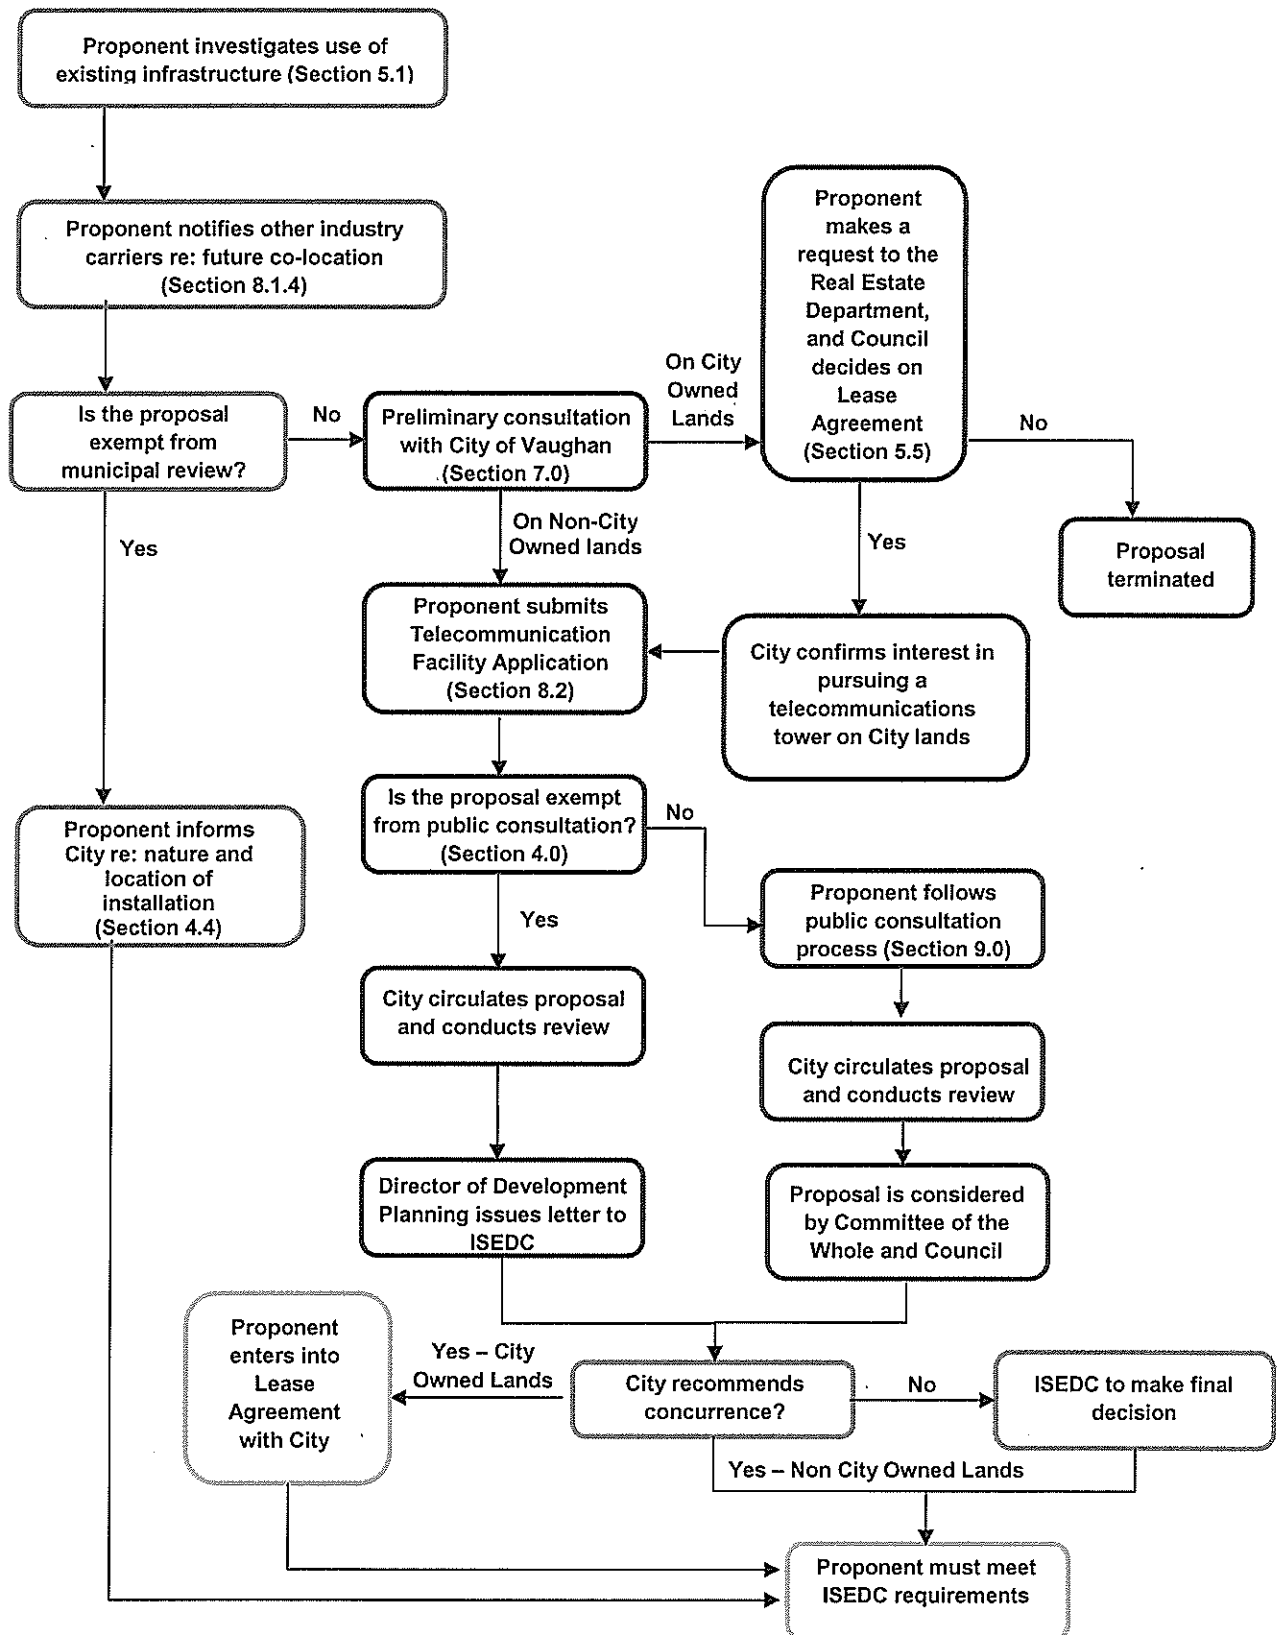 Proponent investigates use of
existing infrastructure (Section 5.1)
Proponent notifies other industry
carriers re: future co-location
(Section 8.1.4)
Proponent
makes a
request to the
Real Estate
Department,
and Council
decides on
Lease
Agreement
(Section 5.5)
Is the proposal
exempt from
municipal review?
No
Preliminary consultation
with City of Vaughan
(Section 7.0)
On City
Owned
Lands
No
Yes
On Non-City
Owned lands
Yes
Proposal
terminated
Proponent submits
Telecommunication
Facility Application
(Section 8.2)
City confirms interest in
pursuing a
telecommunications
tower on City lands
Is the proposal exempt
from public consultation?
(Section 4.0)
No
Proponent informs
City re: nature and
location of
installation
(Section 4.4)
Yes
Proponent follows
public consultation
process (Section 9.0)
City circulates proposal
and conducts review
City circulates proposal
and conducts review
Director of Development
Planning issues letter to
ISEDC
Proposal is considered
by Committee of the
Whole and Council
Proponent
enters into
Lease
Agreement
with City
Yes – City
Owned Lands
City recommends
concurrence?
No
ISEDC to make final
decision
Yes – Non City Owned Lands
Proponent must meet
ISEDC requirements